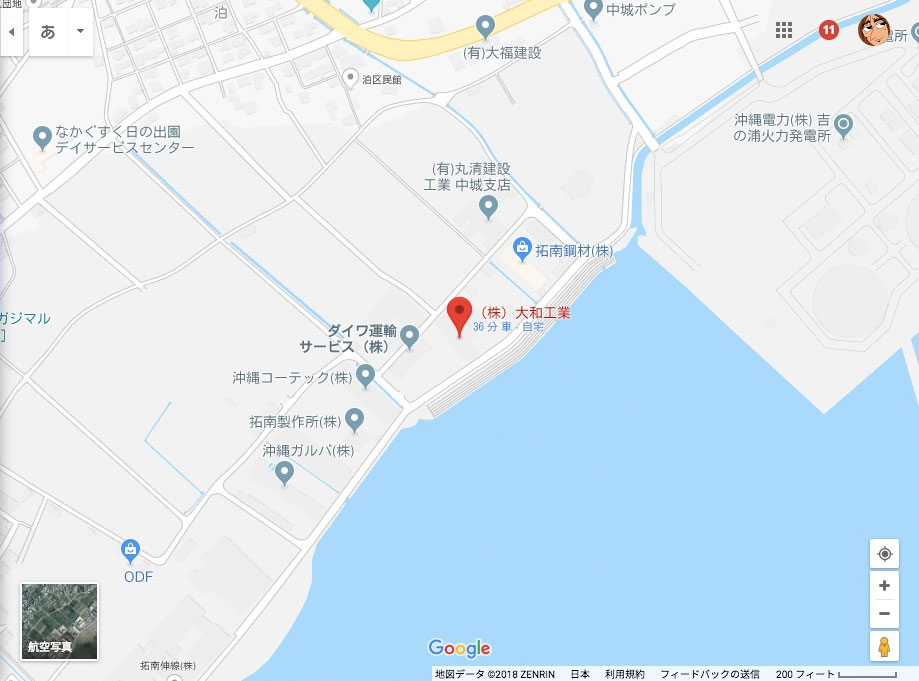 団地
あ
泊
中城ポンプ
11
電所
(有)大福建設
泊区民館
沖縄電力(株) 吉
の浦火力発電所
なかぐすく日の出園
デイサービスセンター
(有)丸清建設
工業 中城支店
拓南鋼材(株)
(株) 大和工業
36 分 車 - 自宅
ガジマル
ダイワ運輸
サービス (株)
沖縄コーテック(株)
拓南製作所(株)
沖縄ガルバ(株)
ODF
航空写真
拓南伸線(株)
Google
地図データ ©2018 ZENRIN 日本 利用規約 フィードバックの送信 200 フィート